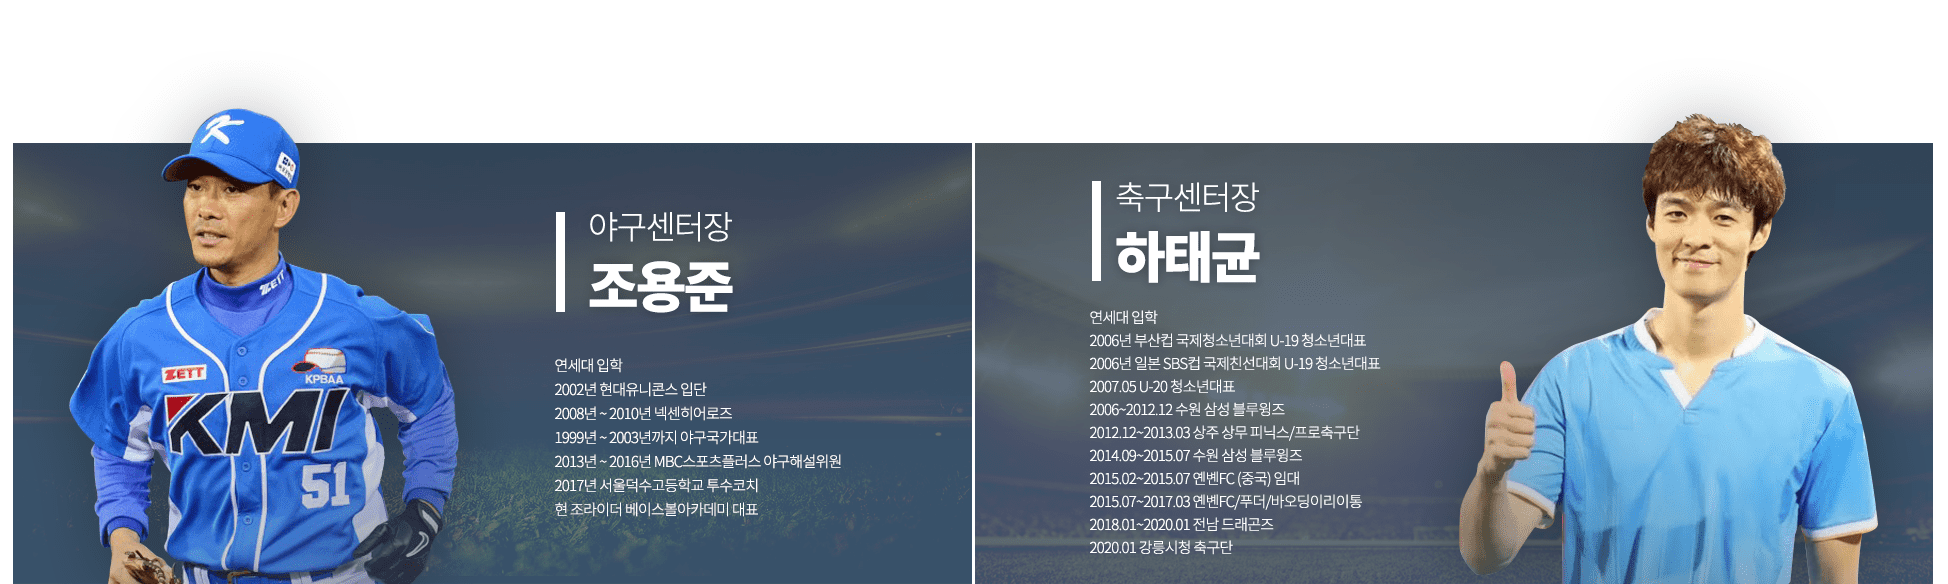 야구센터장
조용준
연세대 입학
2002년 현대유니콘스 입단
2008년 ~ 2010년 넥센히어로즈
1999년 ~ 2003년까지 야구국가대표
2013년 ~ 2016년 MBC스포츠플러스 야구해설위원
2017년 서울덕수고등학교 투수코치
현 조라이더 베이스볼아카데미 대표
K
ZETT
ZETT
KPBAA
KMI
51
축구센터장
하태균
연세대 입학
2006년 부산컵 국제청소년대회 U-19 청소년대표
2006년 일본 SBS컵 국제친선대회 U-19 청소년대표
2007.05 U-20 청소년대표
2006~2012.12 수원 삼성 블루윙즈
2012.12~2013.03 상주 상무 피닉스/프로축구단
2014.09~2015.07 수원 삼성 블루윙즈
2015.02~2015.07 옌벤FC (중국) 임대
2015.07~2017.03 옌벤FC/푸더/바오딩이리이통
2018.01~2020.01 전남 드래곤즈
2020.01 강릉시청 축구단